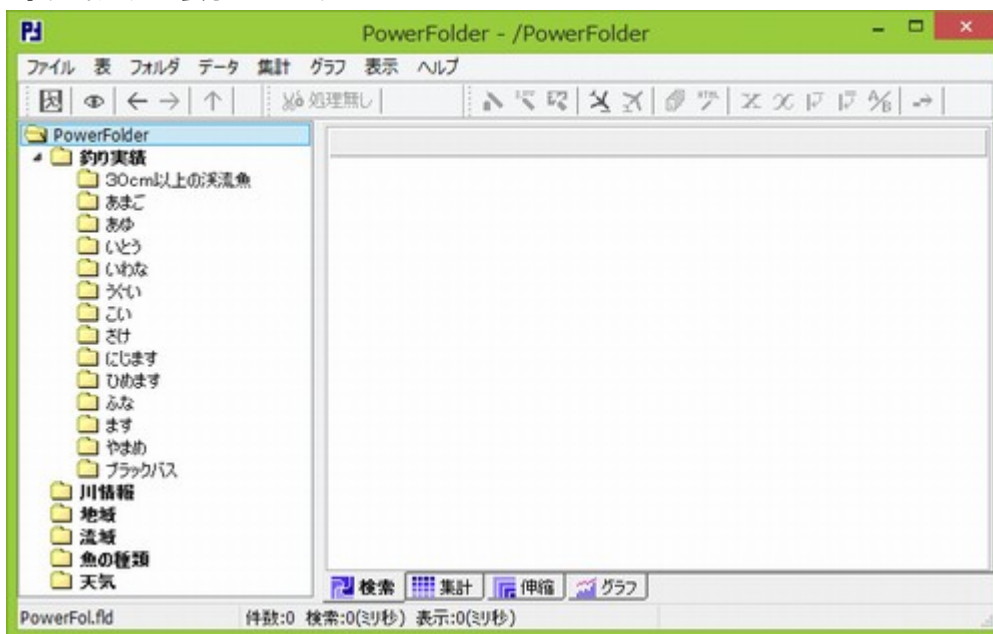 PowerFolder - /PowerFolder
ファイル 表 フォルダ データ 集計 グラフ 表示 ヘルプ
処理無し
PowerFolder
釣り実績
30cm以上の渓流魚
あまご
あゆ
いとう
いわな
うぐい
こい
さけ
にじます
ひめます
ふな
ます
やまめ
ブラックバス
川情報
地域
流域
魚の種類
天気
検索 集計 伸縮 グラフ
PowerFol.fld 件数:0 検索:0(ミリ秒) 表示:0(ミリ秒)